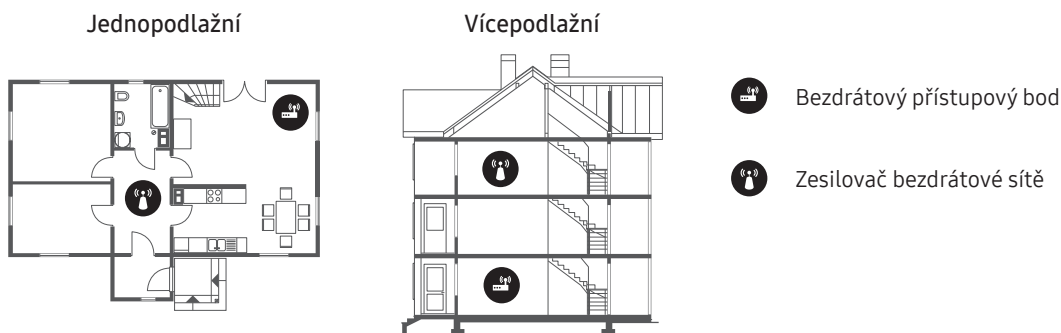 Jednopodlažní
Vícepodlažní
Bezdrátový přístupový bod
Zesilovač bezdrátové sítě